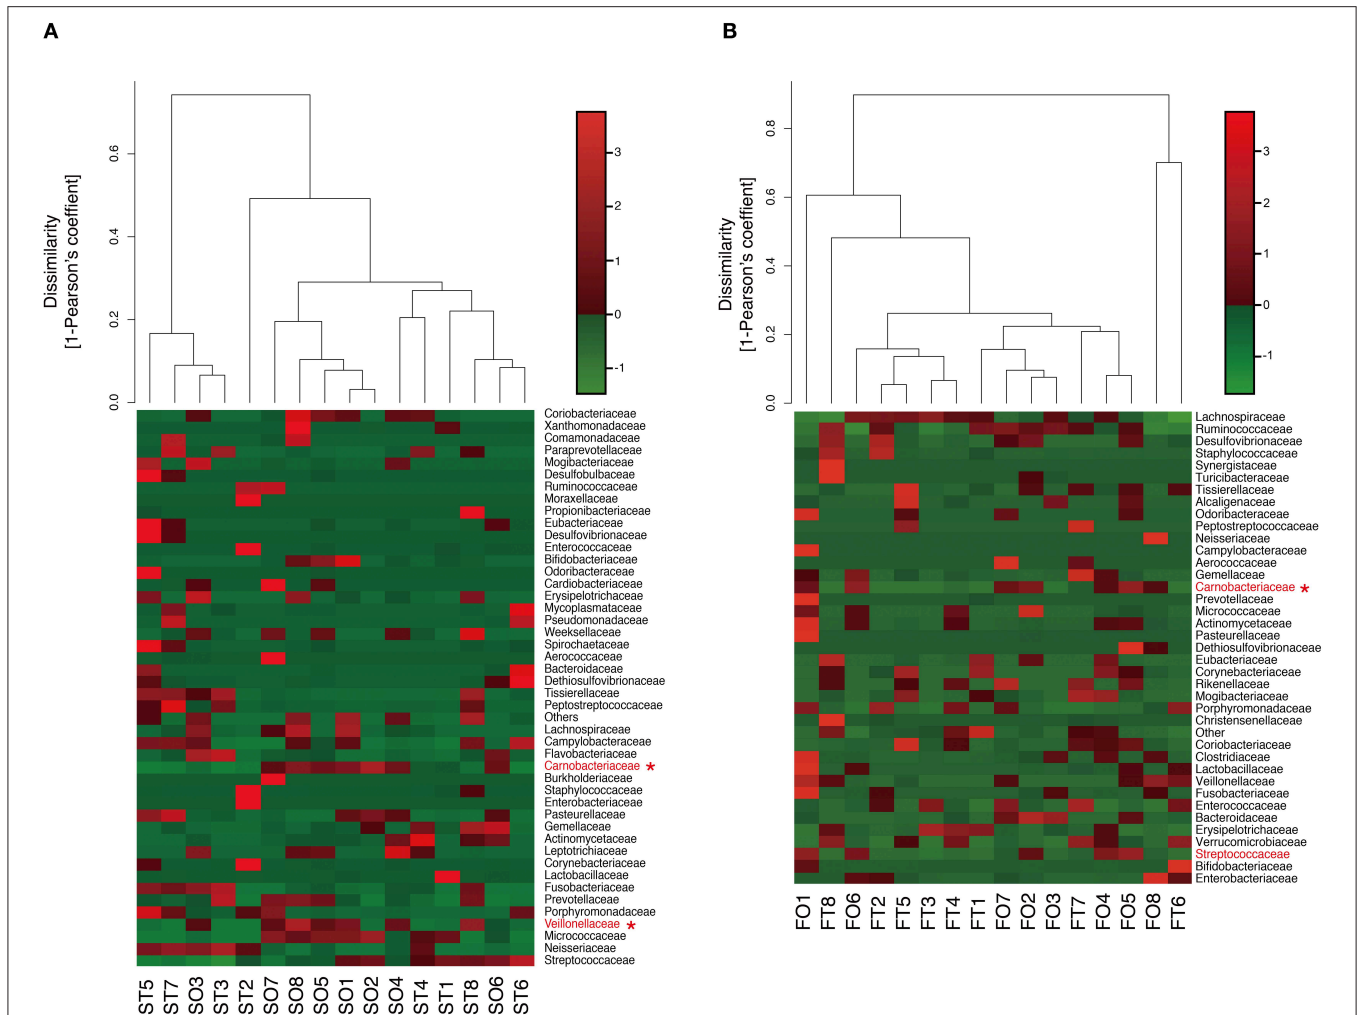 A
B
Dissimilarity
[1-Pearson's coeffient]
0.0
0.2
0.4
0.6
3
2
1
0
-1
Coriobacteriaceae
Xanthomonadaceae
Comamonadaceae
Paraprevotellaceae
Mogibacteriaceae
Desulfobulbaceae
Ruminococcaceae
Moraxellaceae
Propionibacteriaceae
Eubacteriaceae
Desulfovibrionaceae
Enterococcaceae
Bifidobacteriaceae
Odoribacteraceae
Cardiobacteriaceae
Erysipelotrichaceae
Mycoplasmataceae
Pseudomonadaceae
Weeksellaceae
Spirochaetaceae
Aerococcaceae
Bacteroidaceae
Dethiosulfovibrionaceae
Tissierellaceae
Peptostreptococcaceae
Others
Lachnospiraceae
Campylobacteraceae
Flavobacteriaceae
Carnobacteriaceae *
Burkholderiaceae
Staphylococcaceae
Enterobacteriaceae
Pasteurellaceae
Gemellaceae
Actinomycetaceae
Leptotrichiaceae
Corynebacteriaceae
Lactobacillaceae
Fusobacteriaceae
Prevotellaceae
Porphyromonadaceae
Veillonellaceae *
Micrococcaceae
Neisseriaceae
Streptococcaceae
ST5 ST7 SO3 ST3 ST2 SO7 SO8 SO5 SO1 SO2 SO4 ST4 ST1 ST8 SO6 ST6
Dissimilarity
[1-Pearson's coeffient]
0.0
0.2
0.4
0.6
0.8
3
2
1
0
-1
Lachnospiraceae
Ruminococcaceae
Desulfovibrionaceae
Staphylococcaceae
Synergistaceae
Turicibacteraceae
Tissierellaceae
Alcaligenaceae
Odoribacteraceae
Peptostreptococcaceae
Neisseriaceae
Campylobacteraceae
Aerococcaceae
Gemellaceae
Carnobacteriaceae *
Prevotellaceae
Micrococcaceae
Actinomycetaceae
Pasteurellaceae
Dethiosulfovibrionaceae
Eubacteriaceae
Corynebacteriaceae
Rikenellaceae
Mogibacteriaceae
Porphyromonadaceae
Christensenellaceae
Other
Coriobacteriaceae
Clostridiaceae
Lactobacillaceae
Veillonellaceae
Fusobacteriaceae
Enterococcaceae
Bacteroidaceae
Erysipelotrichaceae
Verrucomicrobiaceae
Streptococcaceae
Bifidobacteriaceae
Enterobacteriaceae
FO1 FT8 FO6 FT2 FT5 FT3 FT4 FT1 FO7 FO2 FO3 FT7 FO4 FO5 FO8 FT6